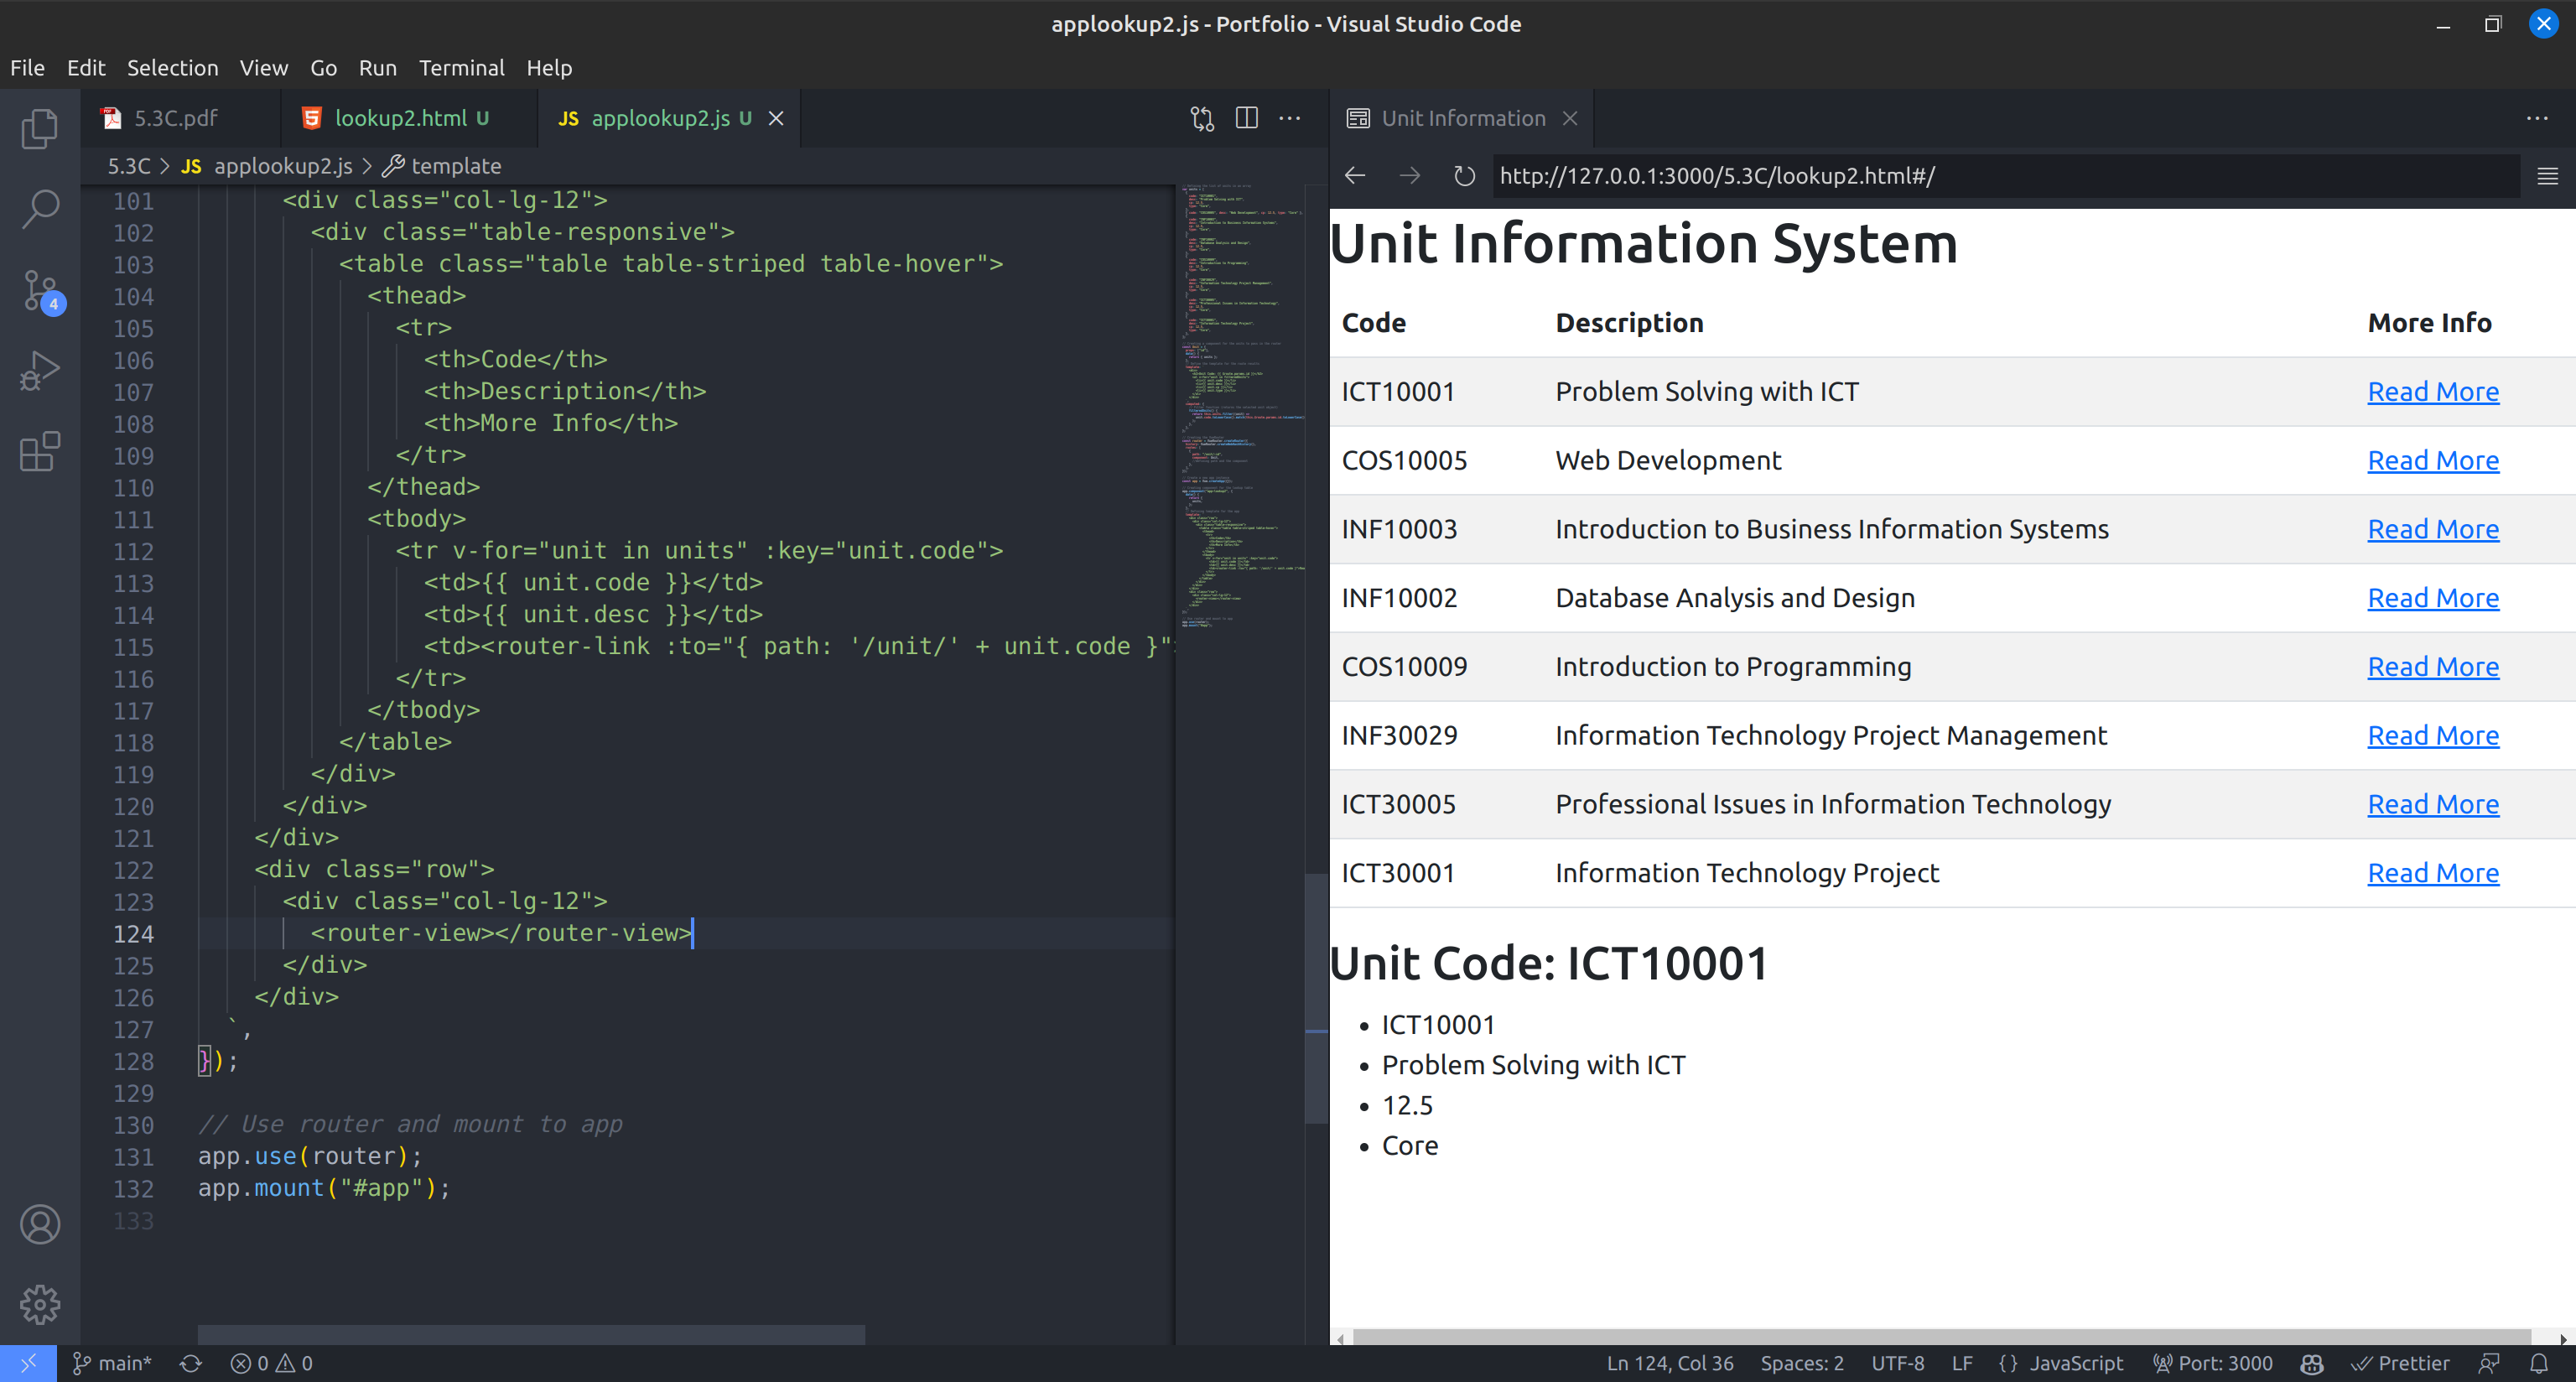 applookup2.js - Portfolio - Visual Studio Code
File Edit Selection View Go Run Terminal Help
5.3C.pdf lookup2.html U JS applookup2.js U
Unit Information
5.3C > JS applookup2.js > template
http://127.0.0.1:3000/5.3C/lookup2.html#/
4
101 <div class="col-lg-12">
102 <div class="table-responsive">
103 <table class="table table-striped table-hover">
104 <thead>
105 <tr>
106 <th>Code</th>
107 <th>Description</th>
108 <th>More Info</th>
109 </tr>
110 </thead>
111 <tbody>
112 <tr v-for="unit in units" :key="unit.code">
113 <td>{{ unit.code }}</td>
114 <td>{{ unit.desc }}</td>
115 <td><router-link :to="{ path: '/unit/' + unit.code }">
116 </tr>
117 </tbody>
118 </table>
119 </div>
120 </div>
121 </div>
122 <div class="row">
123 <div class="col-lg-12">
124 <router-view></router-view>
125 </div>
126 </div>
127 `,
128 });
129
130 // Use router and mount to app
131 app.use(router);
132 app.mount("#app");
133
Unit Information System
Code Description More Info
ICT10001 Problem Solving with ICT Read More
COS10005 Web Development Read More
INF10003 Introduction to Business Information Systems Read More
INF10002 Database Analysis and Design Read More
COS10009 Introduction to Programming Read More
INF30029 Information Technology Project Management Read More
ICT30005 Professional Issues in Information Technology Read More
ICT30001 Information Technology Project Read More
Unit Code: ICT10001
• ICT10001
• Problem Solving with ICT
• 12.5
• Core
main* 0 0 Ln 124, Col 36 Spaces: 2 UTF-8 LF {} JavaScript Port: 3000 Prettier